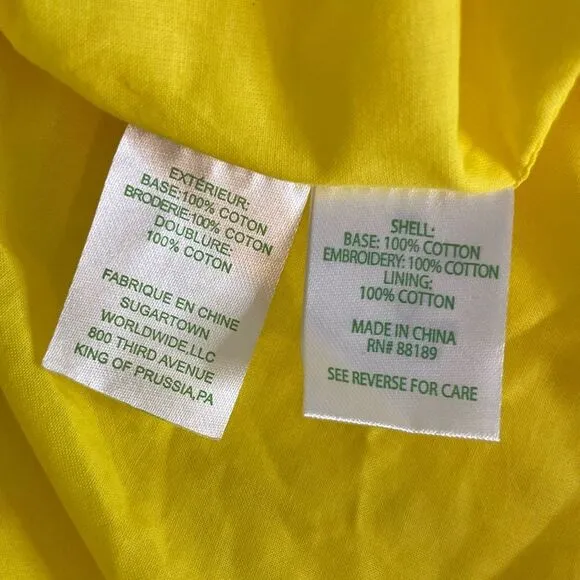 EXTERIEUR:
BASE:100% COTON
BRODERIE:100% COTON
DOUBLURE:
100% COTON
FABRIQUE EN CHINE
SUGARTOWN
WORLDWIDE,LLC
800 THIRD AVENUE
KING OF PRUSSIA,PA
SHELL:
BASE: 100% COTTON
EMBROIDERY: 100% COTTON
LINING:
100% COTTON
MADE IN CHINA
RN# 88189
SEE REVERSE FOR CARE